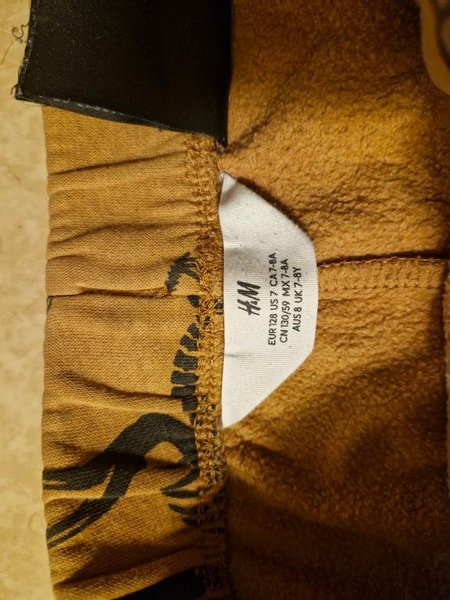 H&M
EUR 128 US 7 CA 7-8A
CN 130/59 MX 7-8A
AUS 8 UK 7-8Y